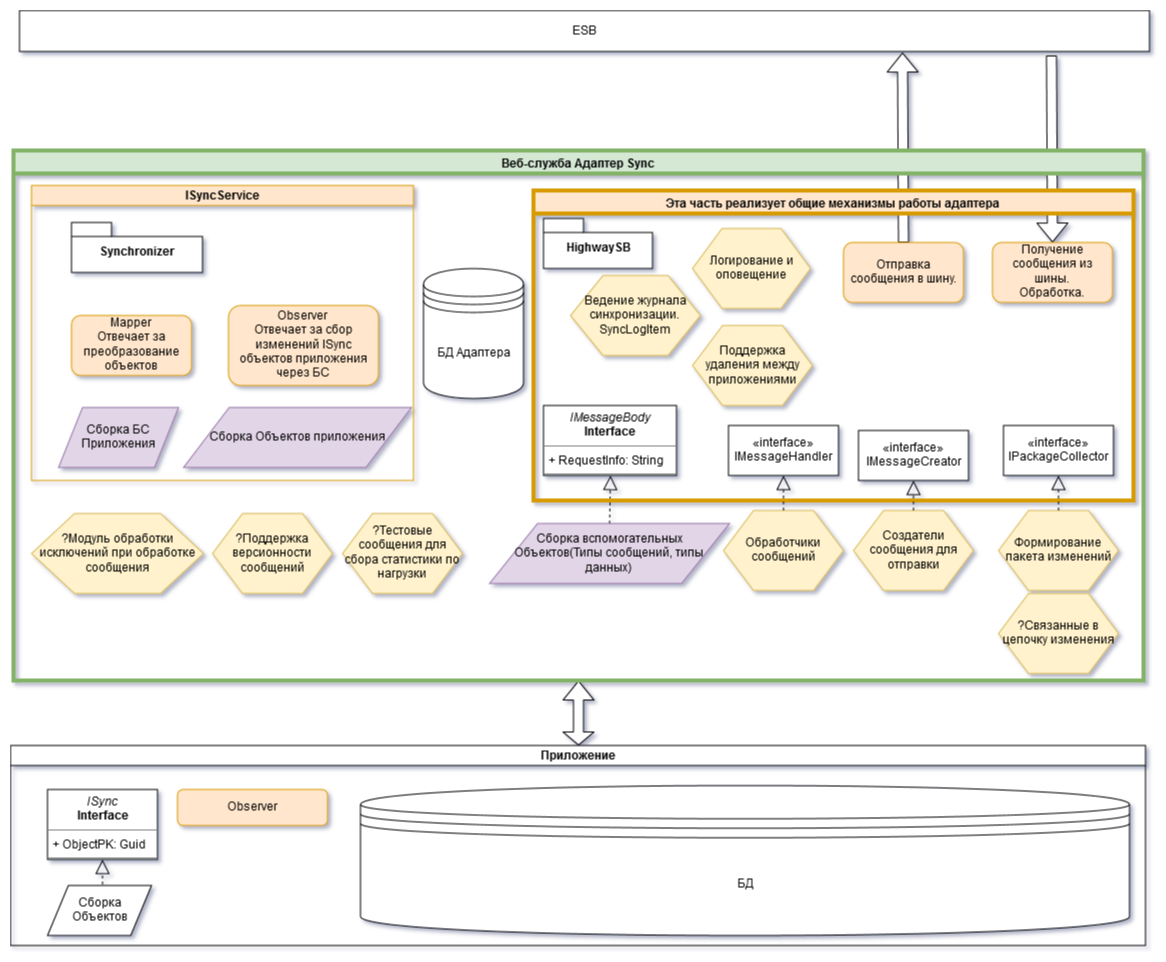 ESB
Веб-служба Адаптер Sync
ISyncService
Synchronizer
Mapper
Отвечает за
преобразование
объектов
Observer
Отвечает за сбор
изменений ISync
объектов приложения
через БС
Сборка БС
Приложения
Сборка Объектов приложения
БД Адаптера
Эта часть реализует общие механизмы работы адаптера
HighwaySB
Логирование и
оповещение
Ведение журнала
синхронизации.
SyncLogItem
Поддержка
удаления между
приложениями
Отправка
сообщения в шину.
Получение
сообщения из
шины.
Обработка.
IMessageBody
Interface
+ RequestInfo: String
«interface»
IMessageHandler
«interface»
IMessageCreator
«interface»
IPackageCollector
?Модуль обработки
исключений при обработке
сообщения
?Поддержка
версионности
сообщений
?Тестовые
сообщения для
сбора статистики по
нагрузки
Сборка вспомогательных
Объектов(Типы сообщений, типы
данных)
Обработчики
сообщений
Создатели
сообщения для
отправки
Формирование
пакета изменений
?Связанные в
цепочку изменения
Приложение
ISync
Interface
+ ObjectPK: Guid
Сборка
Объектов
Observer
БД